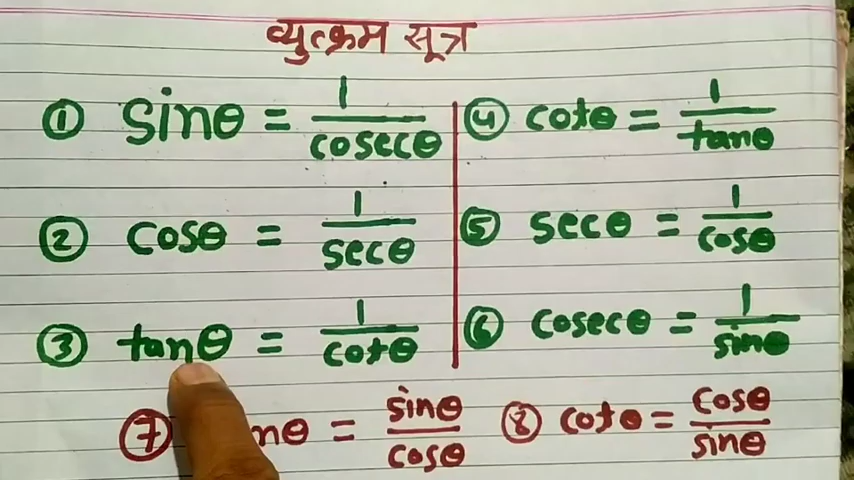 व्युत्क्रम सूत्र
① sinθ = 1/cosecθ
② cosθ = 1/secθ
③ tanθ = 1/cotθ
④ cotθ = 1/tanθ
⑤ secθ = 1/cosθ
⑥ cosecθ = 1/sinθ
⑦ nθ = sinθ/cosθ
⑧ cotθ = cosθ/sinθ